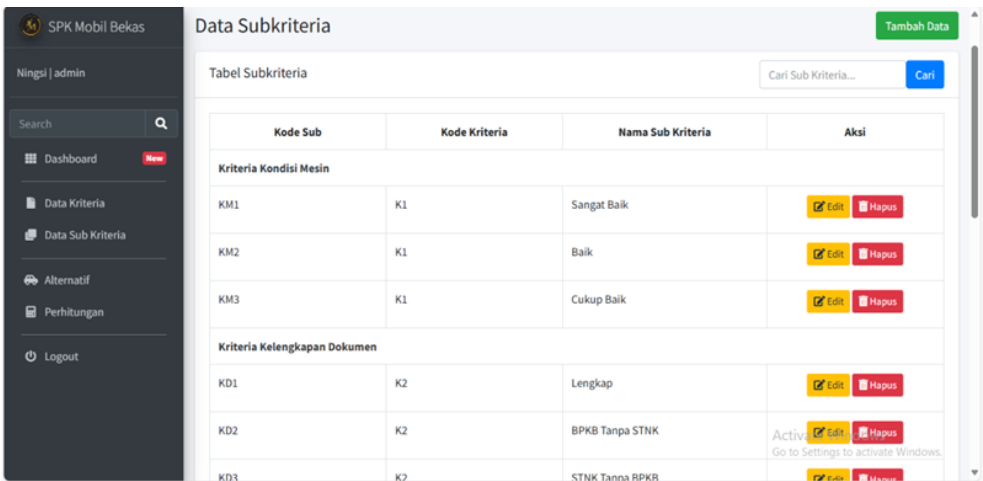 SPK Mobil Bekas
Ningsi | admin
Search
Dashboard New
Data Kriteria
Data Sub Kriteria
Alternatif
Perhitungan
Logout
Data Subkriteria
Tambah Data
Tabel Subkriteria
Cari Sub Kriteria... Cari
Kode Sub Kode Kriteria Nama Sub Kriteria Aksi
Kriteria Kondisi Mesin
KM1 K1 Sangat Baik Edit Hapus
KM2 K1 Baik Edit Hapus
KM3 K1 Cukup Baik Edit Hapus
Kriteria Kelengkapan Dokumen
KD1 K2 Lengkap Edit Hapus
KD2 K2 BPKB Tanpa STNK Edit Hapus
Go to Settings to activate Windows.
KD3 K2 STNK Tanpa BPKB Edit Hapus